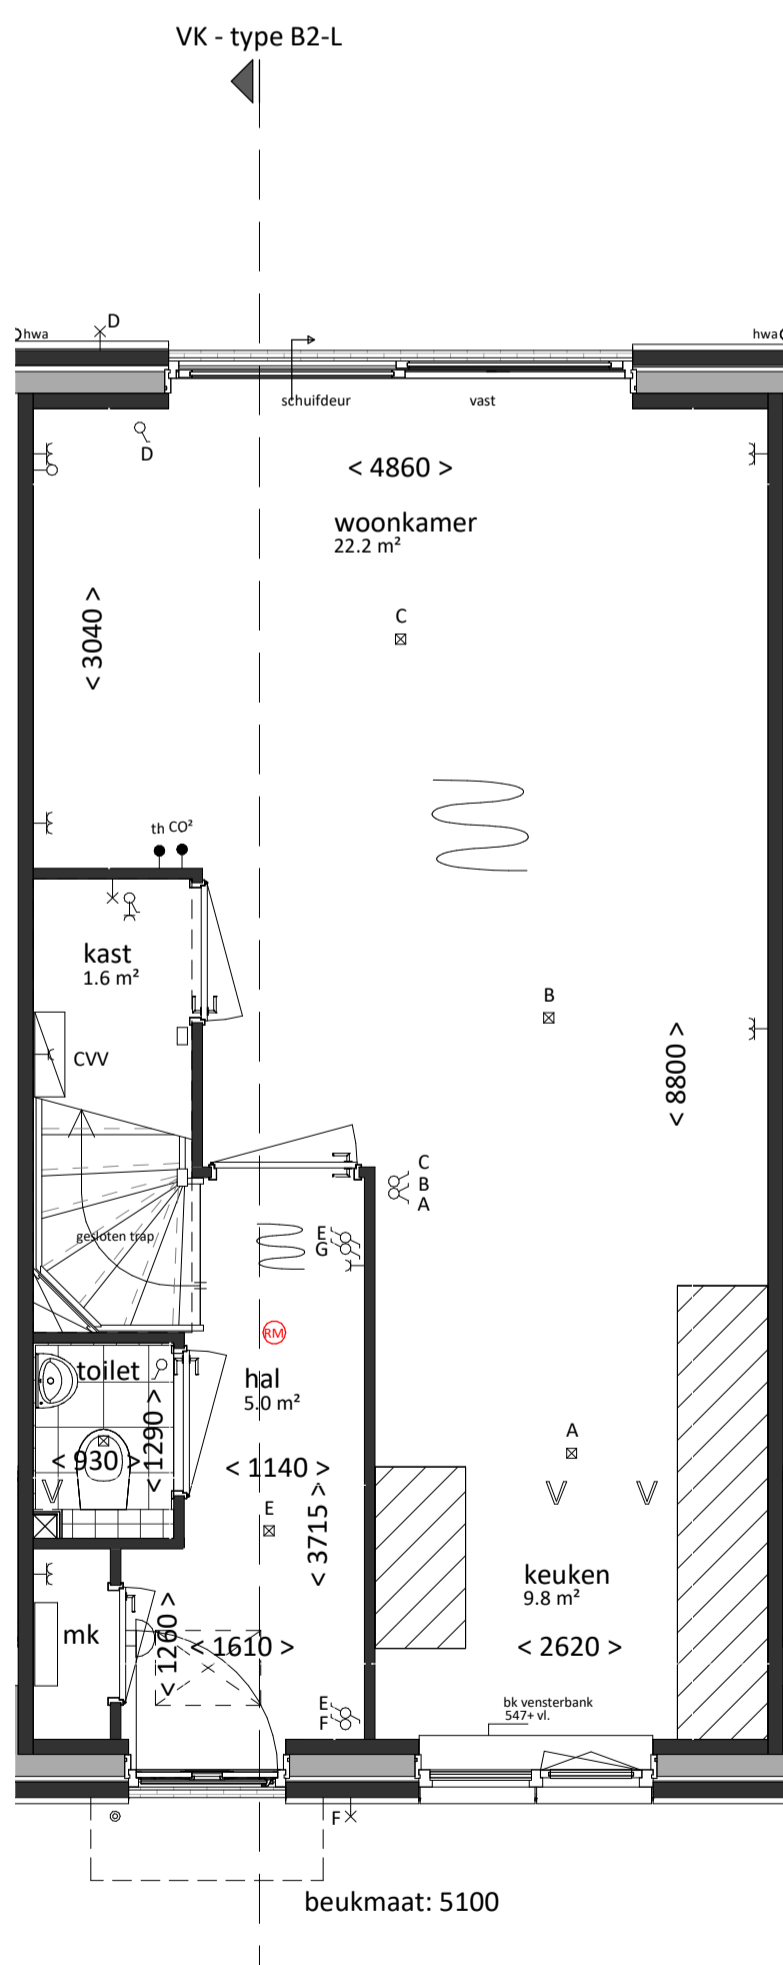 VK - type B2-L
D
hwa
hwa
schuifdeur
vast
D
< 4860 >
woonkamer
22.2 m²
< 3040 >
C
th CO²
kast
1.6 m²
B
CVV
< 8800 >
C
B
A
gesloten trap
E
G
RM
toilet
hal
5.0 m²
< 1290 >
< 930 >
< 1140 >
A
E
< 3715 >
keuken
9.8 m²
mk
< 1260 >
< 1610 >
< 2620 >
E
F
bk vensterbank
547+ vl.
F
beukmaat: 5100